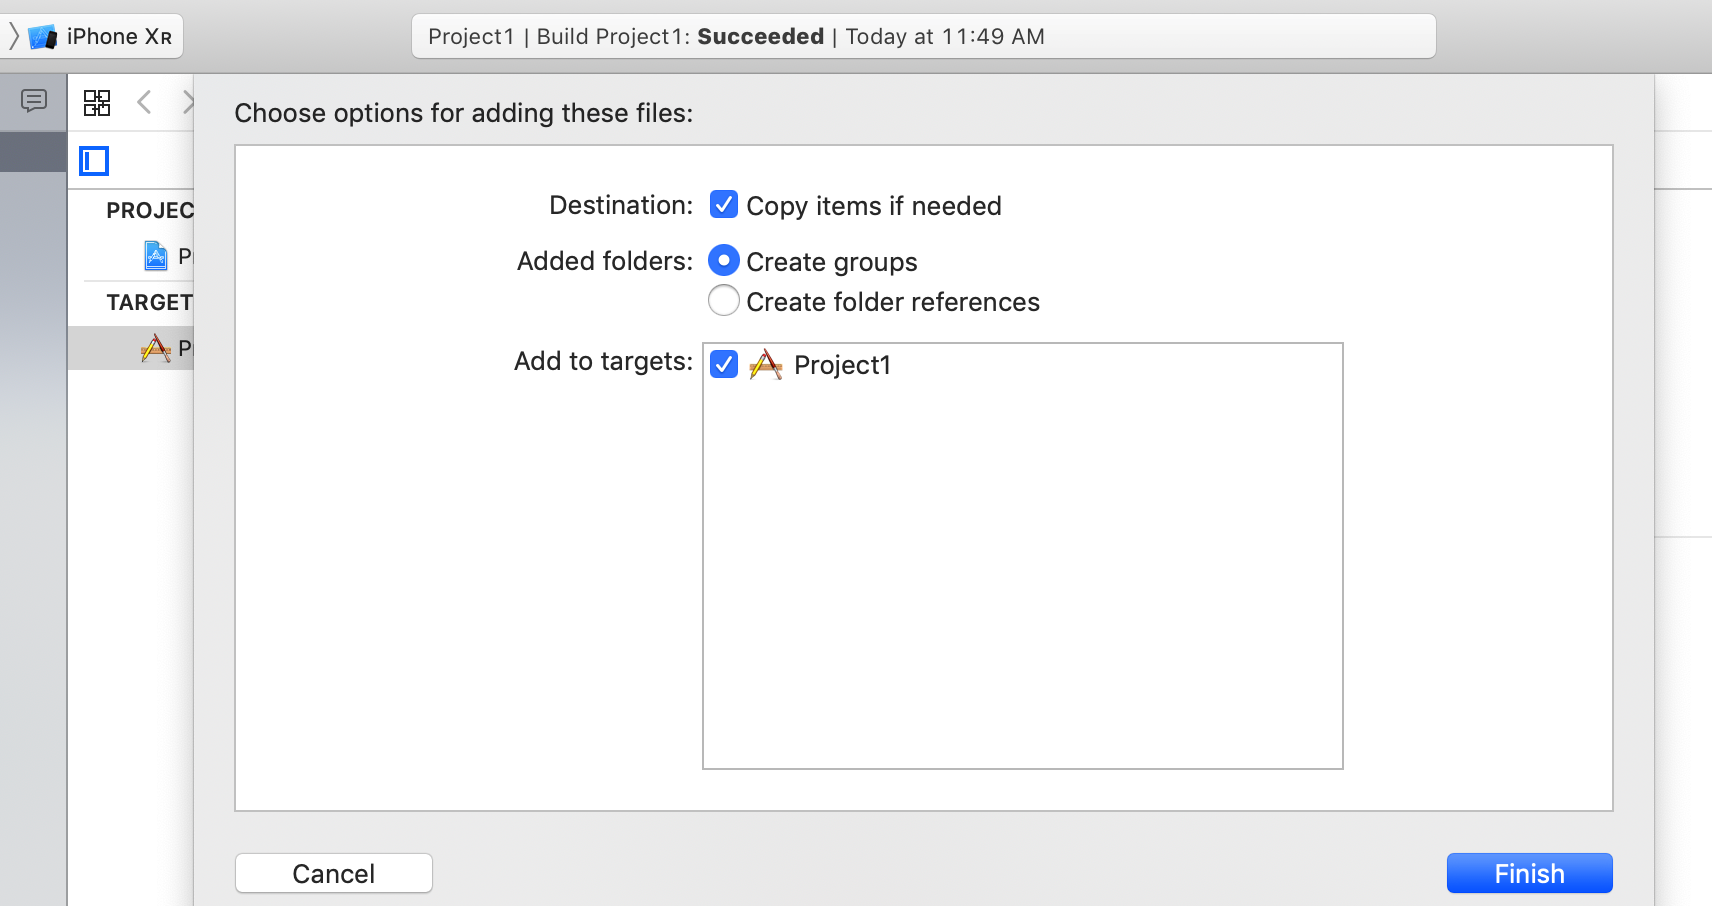 iPhone XR
Project1 | Build Project1: Succeeded | Today at 11:49 AM
Choose options for adding these files:
Destination: Copy items if needed
Added folders: Create groups
Create folder references
Add to targets: Project1
PROJEC
P
TARGET
P
Cancel
Finish